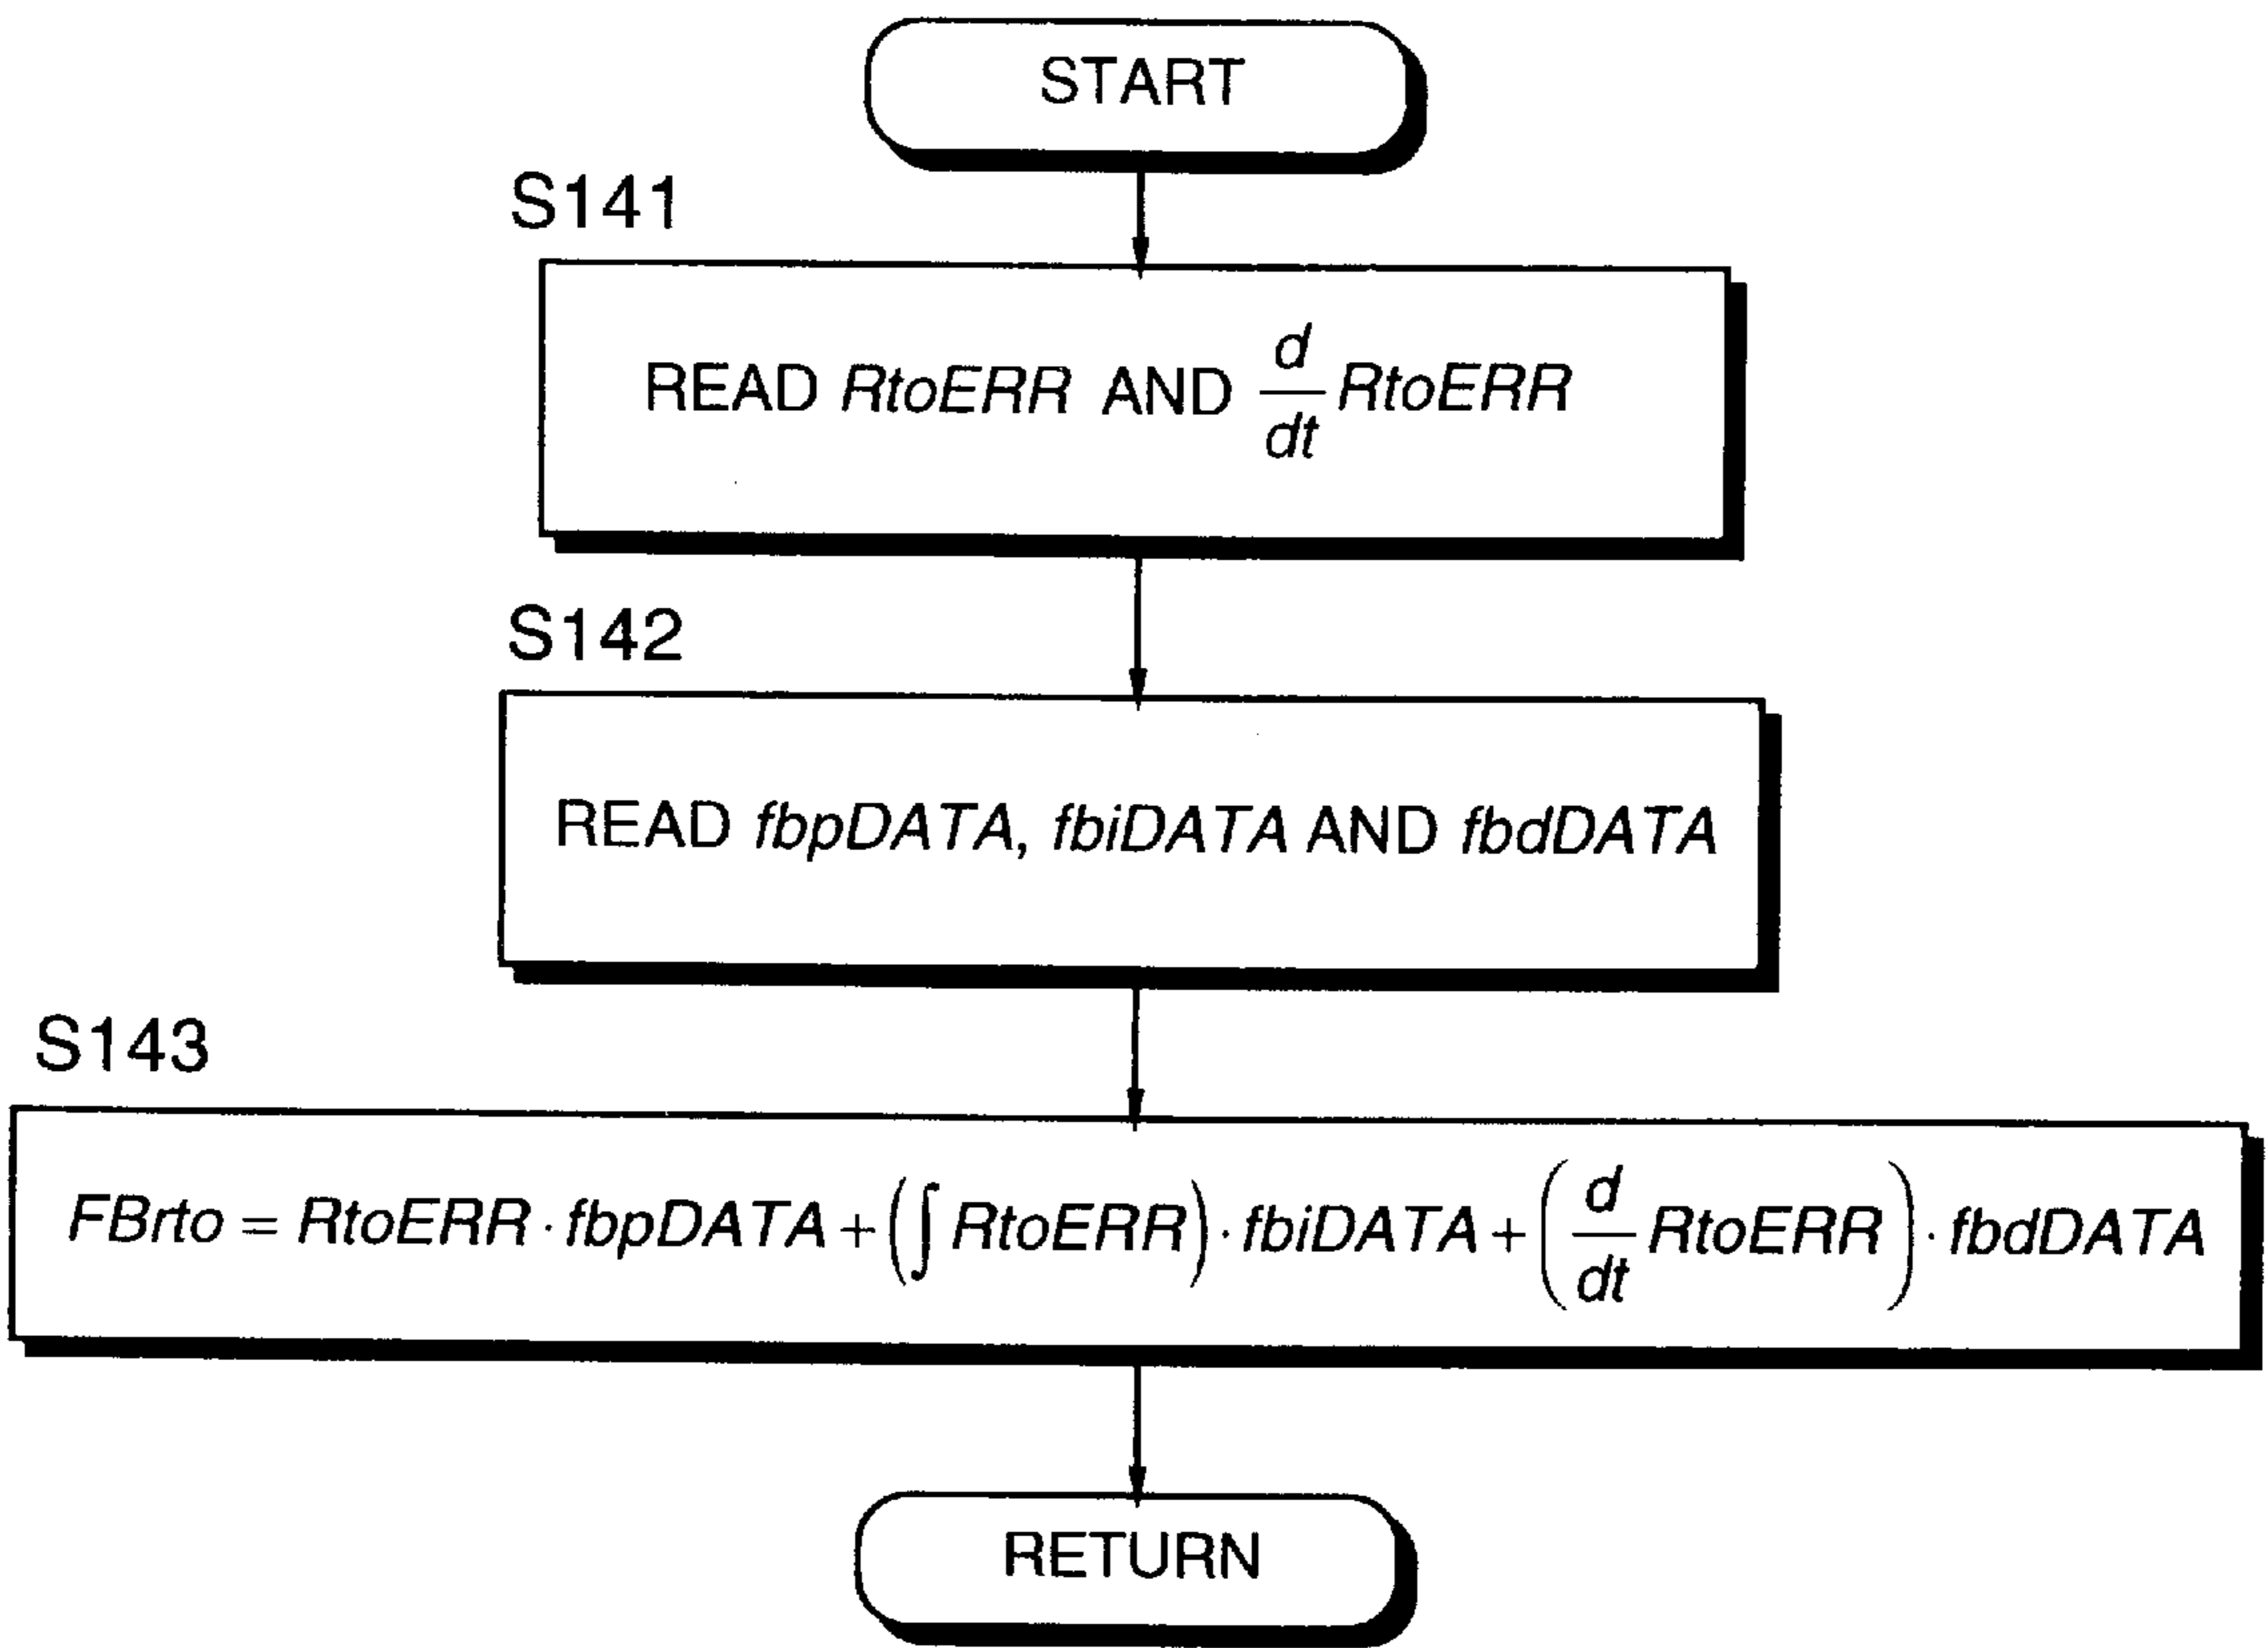 START
S141
READ RtoERR AND d/dt RtoERR
S142
READ fbpDATA, fbiDATA AND fbdDATA
S143
FBrto = RtoERR · fbpDATA + (∫ RtoERR) · fbiDATA + (d/dt RtoERR) · fbdDATA
RETURN